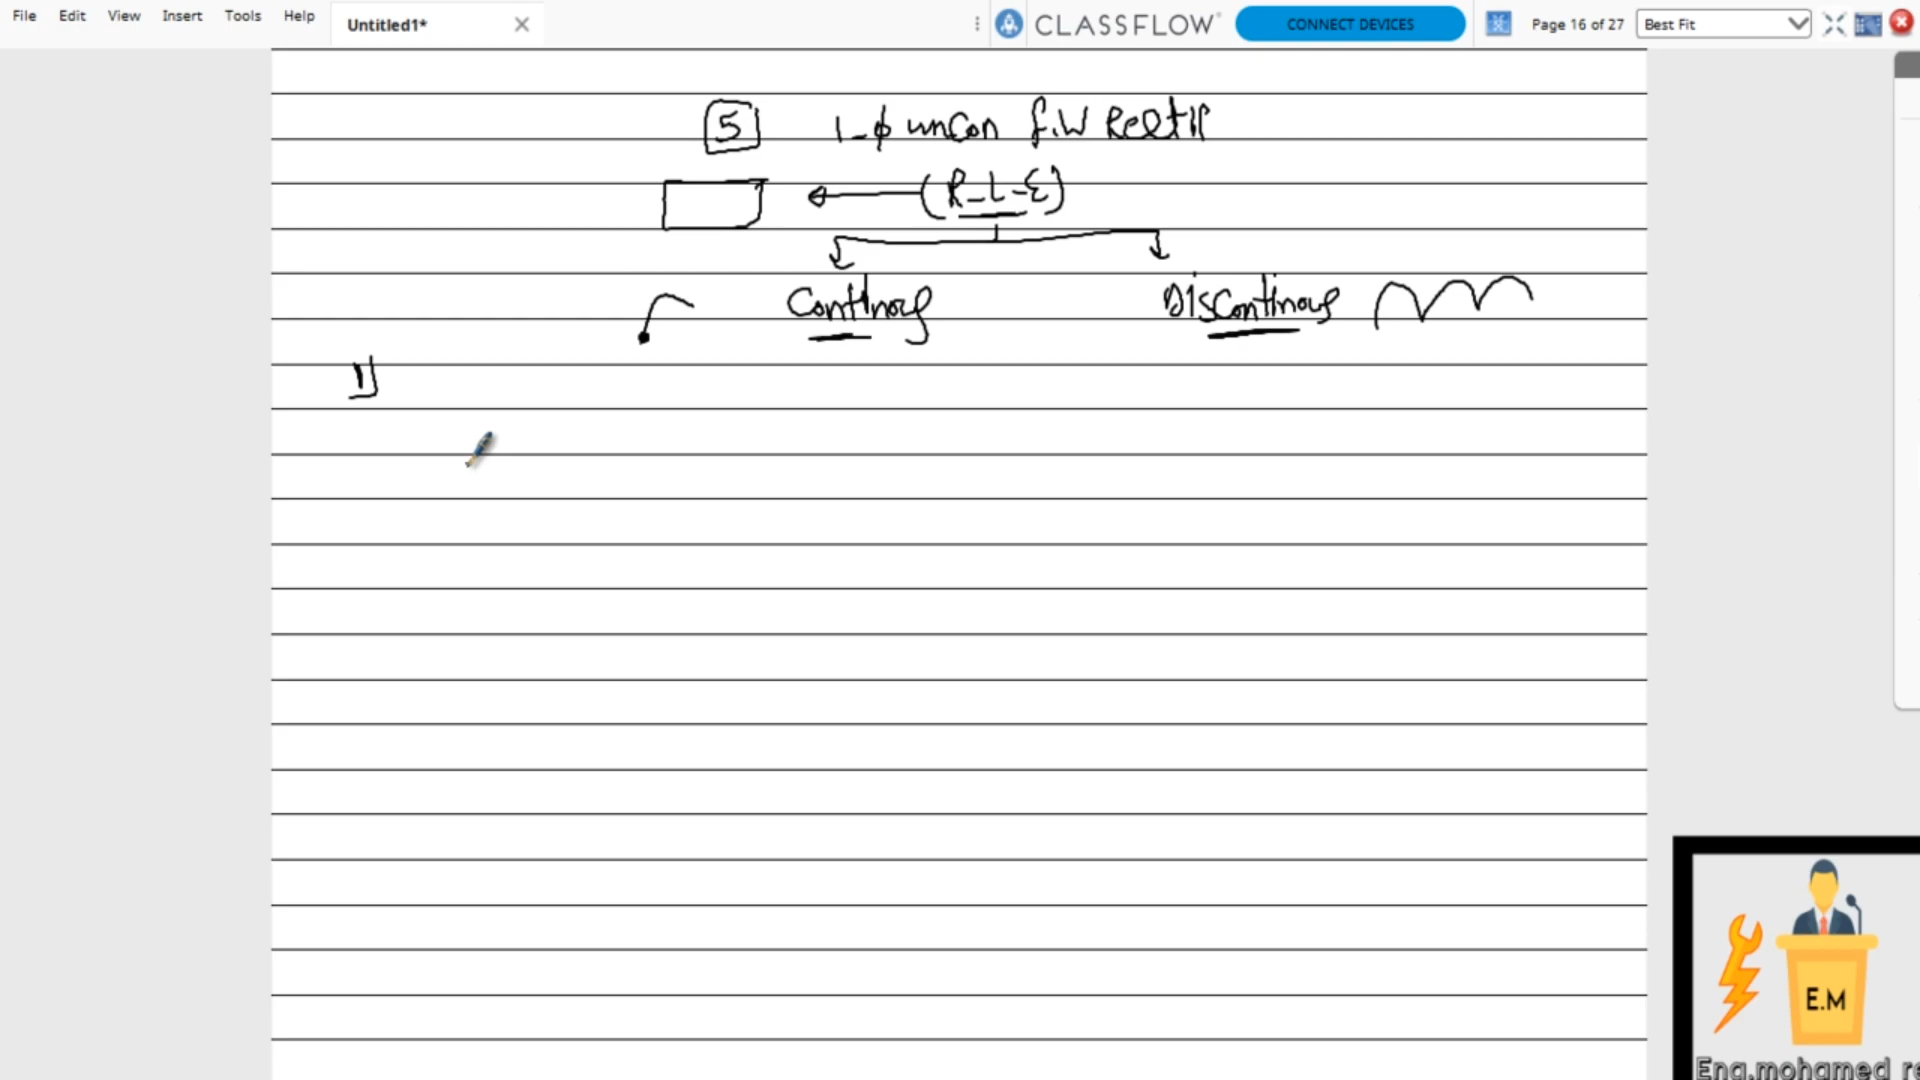 File Edit View Insert Tools Help Untitled1* CLASSFLOW CONNECT DEVICES Page 16 of 27 Best Fit
5 1-ϕ uncon f.w Rectif
(R-L-E)
Continous Discontinous
1)
E.M
Eng.mohamed re